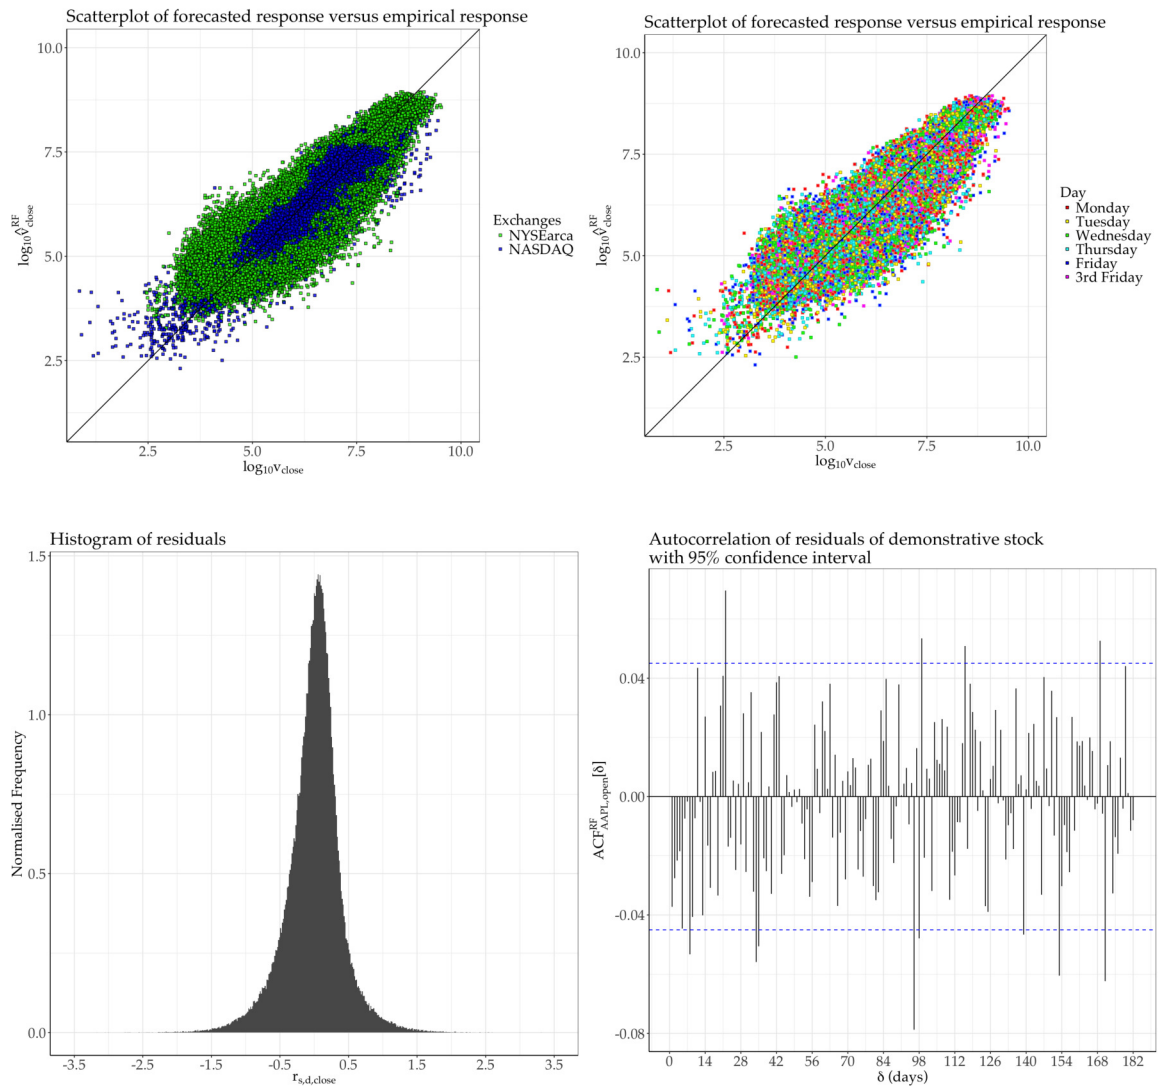 Scatterplot of forecasted response versus empirical response
10.0
7.5
5.0
2.5
log₁₀v̂ᴿᶠ_close
2.5 5.0 7.5 10.0
log₁₀v_close
Exchanges
NYSEarca
NASDAQ
Scatterplot of forecasted response versus empirical response
10.0
7.5
5.0
2.5
log₁₀v̂ᴿᶠ_close
2.5 5.0 7.5 10.0
log₁₀v_close
Day
Monday
Tuesday
Wednesday
Thursday
Friday
3rd Friday
Histogram of residuals
1.5
1.0
0.5
0.0
Normalised Frequency
-3.5 -2.5 -1.5 -0.5 0.5 1.5 2.5 3.5
r_s,d,close
Autocorrelation of residuals of demonstrative stock
with 95% confidence interval
0.04
0.00
-0.04
-0.08
ACFᴿᶠ_AAPL,open[δ]
0 14 28 42 56 70 84 98 112 126 140 154 168 182
δ (days)